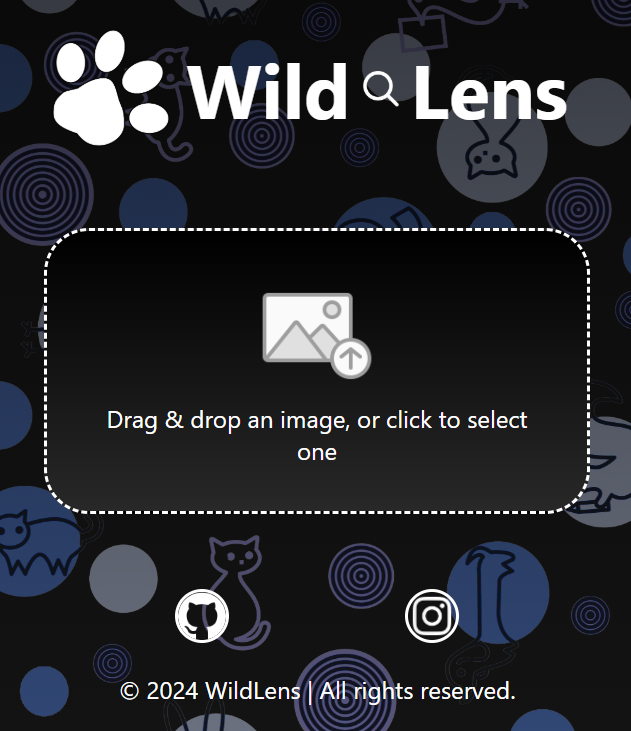 Wild Lens
Drag & drop an image, or click to select
one
© 2024 WildLens | All rights reserved.